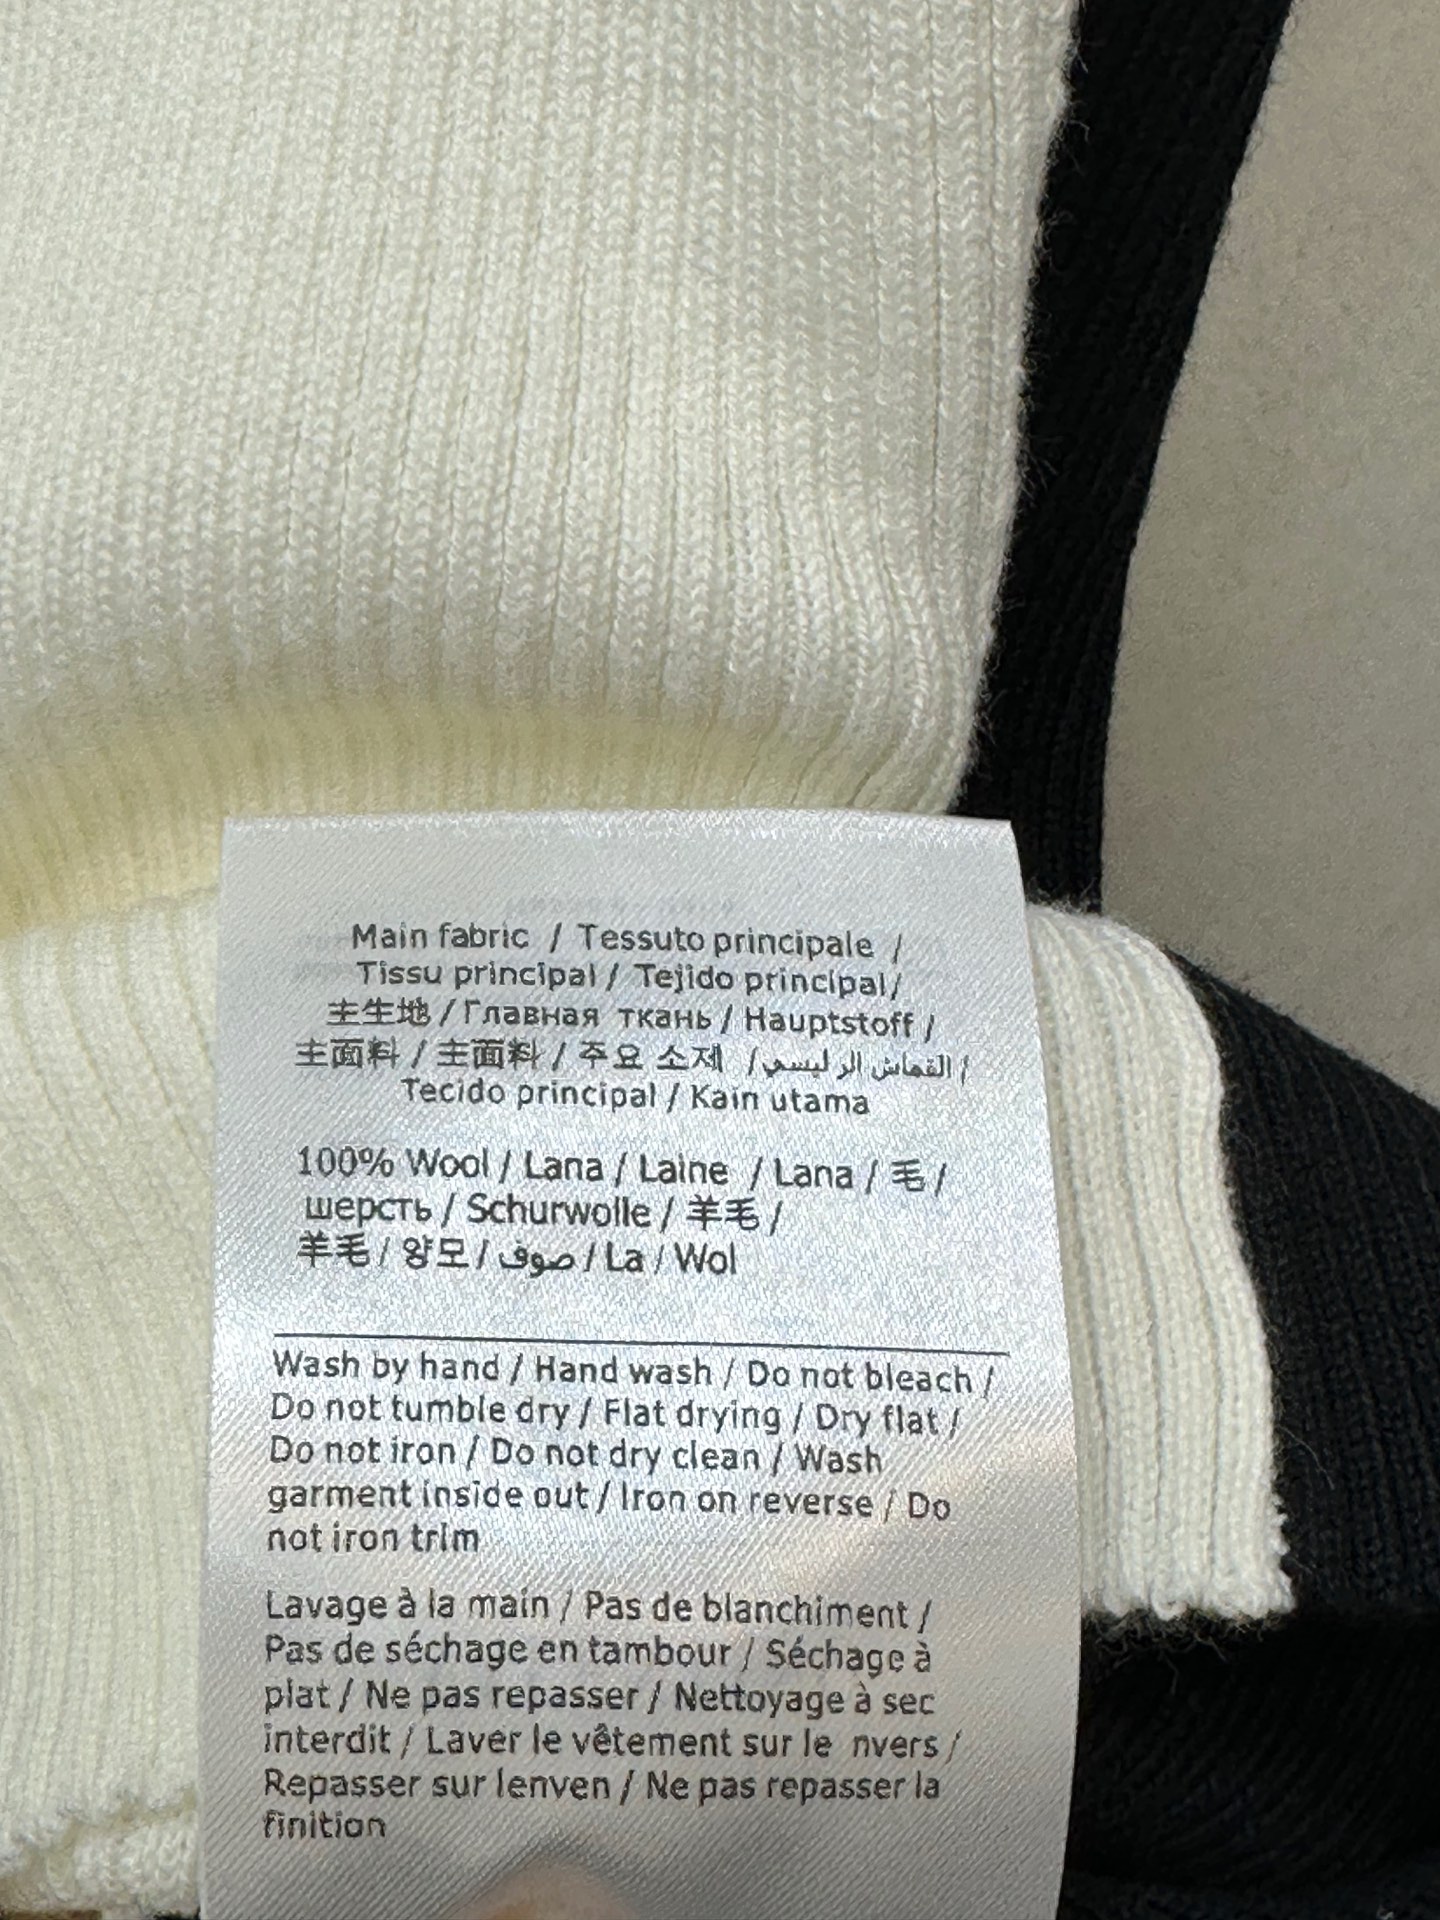 Main fabric / Tessuto principale /
Tissu principal / Tejido principal /
主生地 / Главная ткань / Hauptstoff /
主面料 / 主面料 / 주요 소재 / القماش الرئيسي /
Tecido principal / Kain utama
100% Wool / Lana / Laine / Lana / 毛 /
шерсть / Schurwolle / 羊毛 /
羊毛 / 양모 / صوف / La / Wol
Wash by hand / Hand wash / Do not bleach /
Do not tumble dry / Flat drying / Dry flat /
Do not iron / Do not dry clean / Wash
garment inside out / Iron on reverse / Do
not iron trim
Lavage à la main / Pas de blanchiment /
Pas de séchage en tambour / Séchage à
plat / Ne pas repasser / Nettoyage à sec
interdit / Laver le vêtement sur le nvers /
Repasser sur lenven / Ne pas repasser la
finition